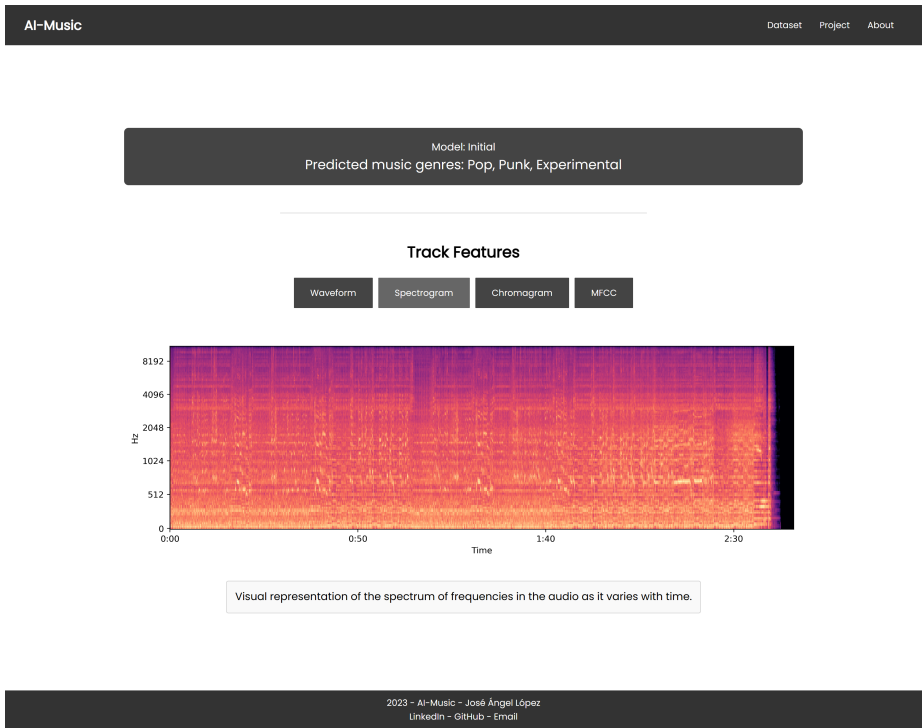 AI-Music
Dataset Project About
Model: Initial
Predicted music genres: Pop, Punk, Experimental
Track Features
Waveform Spectrogram Chromagram MFCC
8192
4096
2048
Hz
1024
512
0
0:00 0:50 1:40 2:30
Time
Visual representation of the spectrum of frequencies in the audio as it varies with time.
2023 - AI-Music - José Ángel López
LinkedIn - GitHub - Email